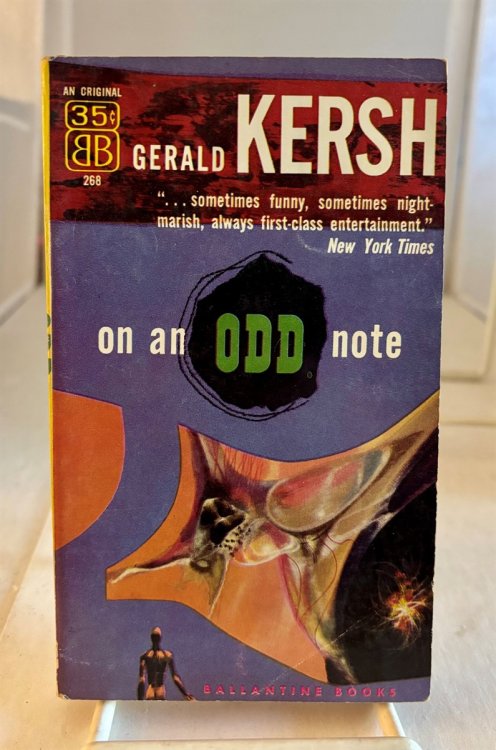 AN ORIGINAL
35¢
BB
268
GERALD KERSH
“... sometimes funny, sometimes night-
marish, always first-class entertainment.”
New York Times
on an ODD note
BALLANTINE BOOKS